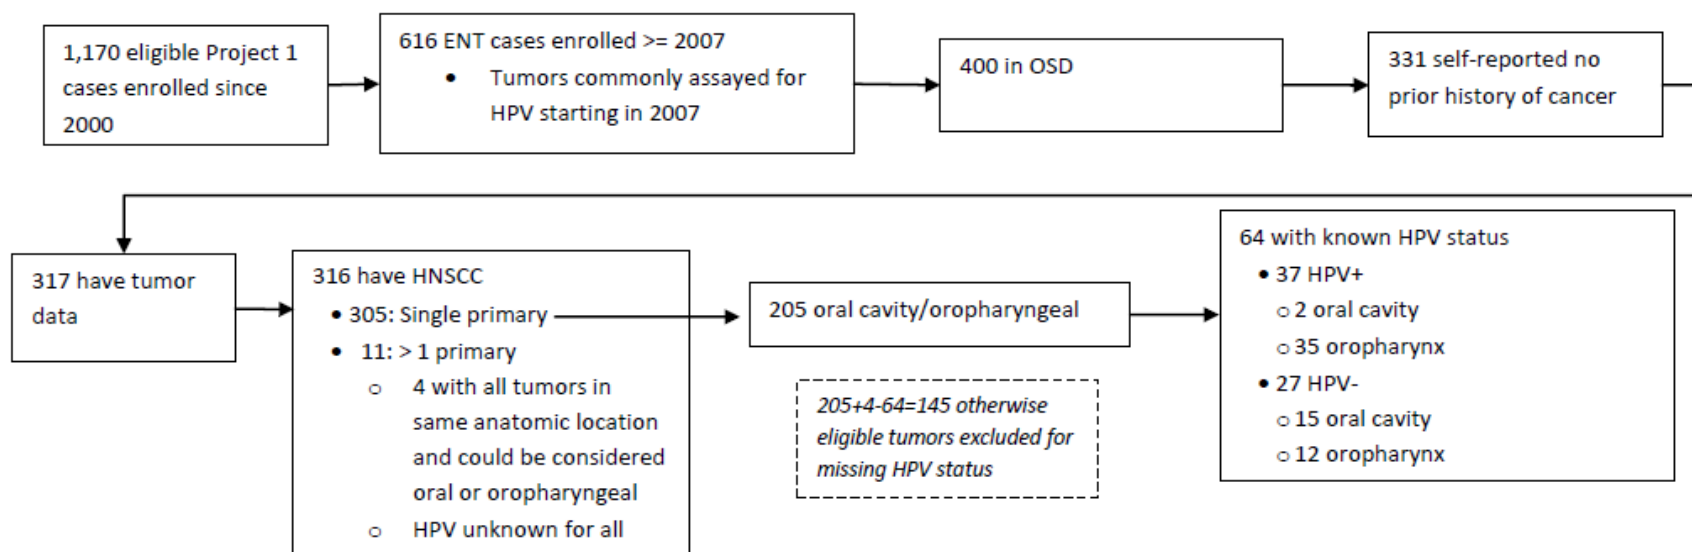 1,170 eligible Project 1
cases enrolled since
2000
616 ENT cases enrolled >= 2007
• Tumors commonly assayed for
HPV starting in 2007
400 in OSD
331 self-reported no
prior history of cancer
317 have tumor
data
316 have HNSCC
• 305: Single primary
• 11: > 1 primary
o 4 with all tumors in
same anatomic location
and could be considered
oral or oropharyngeal
o HPV unknown for all
205 oral cavity/oropharyngeal
205+4-64=145 otherwise
eligible tumors excluded for
missing HPV status
64 with known HPV status
• 37 HPV+
o 2 oral cavity
o 35 oropharynx
• 27 HPV-
o 15 oral cavity
o 12 oropharynx